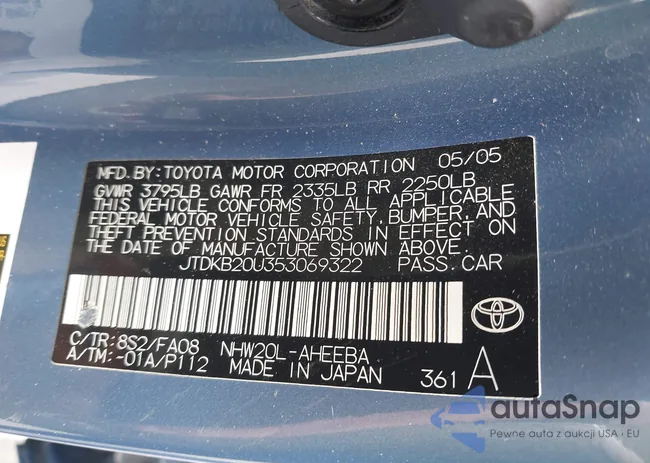 MFD. BY: TOYOTA MOTOR CORPORATION 05/05
GVWR 3795LB GAWR FR 2335LB RR 2250LB
THIS VEHICLE CONFORMS TO ALL APPLICABLE
FEDERAL MOTOR VEHICLE SAFETY, BUMPER, AND
THEFT PREVENTION STANDARDS IN EFFECT ON
THE DATE OF MANUFACTURE SHOWN ABOVE.
JTDKB20U353069322 PASS. CAR
C/TR: 8S2/FA08 NHW20L-AHEEBA
A/TM: -01A/P112 MADE IN JAPAN 361 A
autaSnap
Pewne auta z aukcji USA i EU